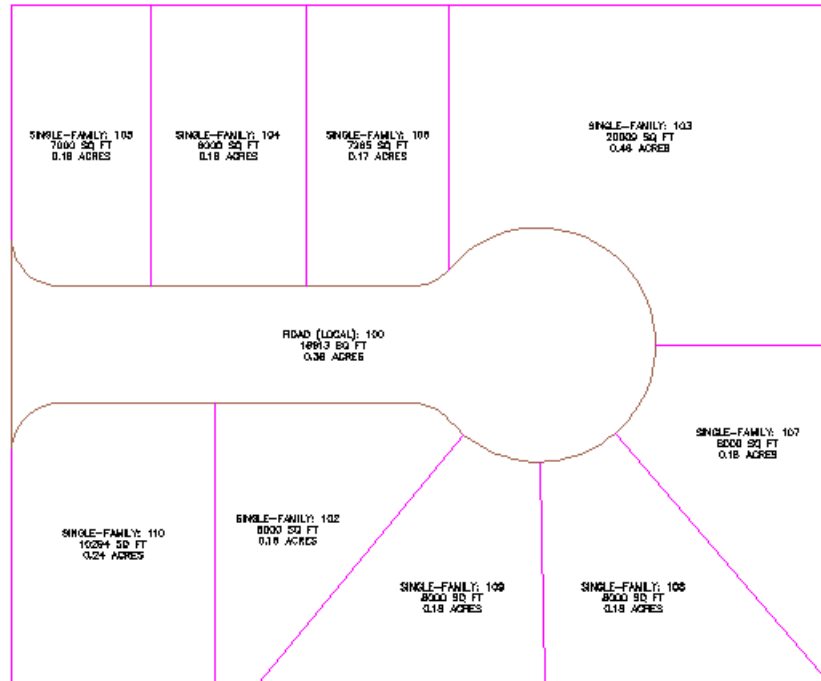 SINGLE-FAMILY: 105
7000 SQ FT
0.16 ACRES
SINGLE-FAMILY: 104
8000 SQ FT
0.18 ACRES
SINGLE-FAMILY: 106
7385 SQ FT
0.17 ACRES
SINGLE-FAMILY: 103
20009 SQ FT
0.46 ACRES
ROAD (LOCAL): 100
SQ FT
0.38 ACRES
SINGLE-FAMILY: 107
8000 SQ FT
0.18 ACRES
SINGLE-FAMILY: 110
10294 SQ FT
0.24 ACRES
SINGLE-FAMILY: 102
8000 SQ FT
0.18 ACRES
SINGLE-FAMILY: 109
8000 SQ FT
0.18 ACRES
SINGLE-FAMILY: 108
8000 SQ FT
0.18 ACRES